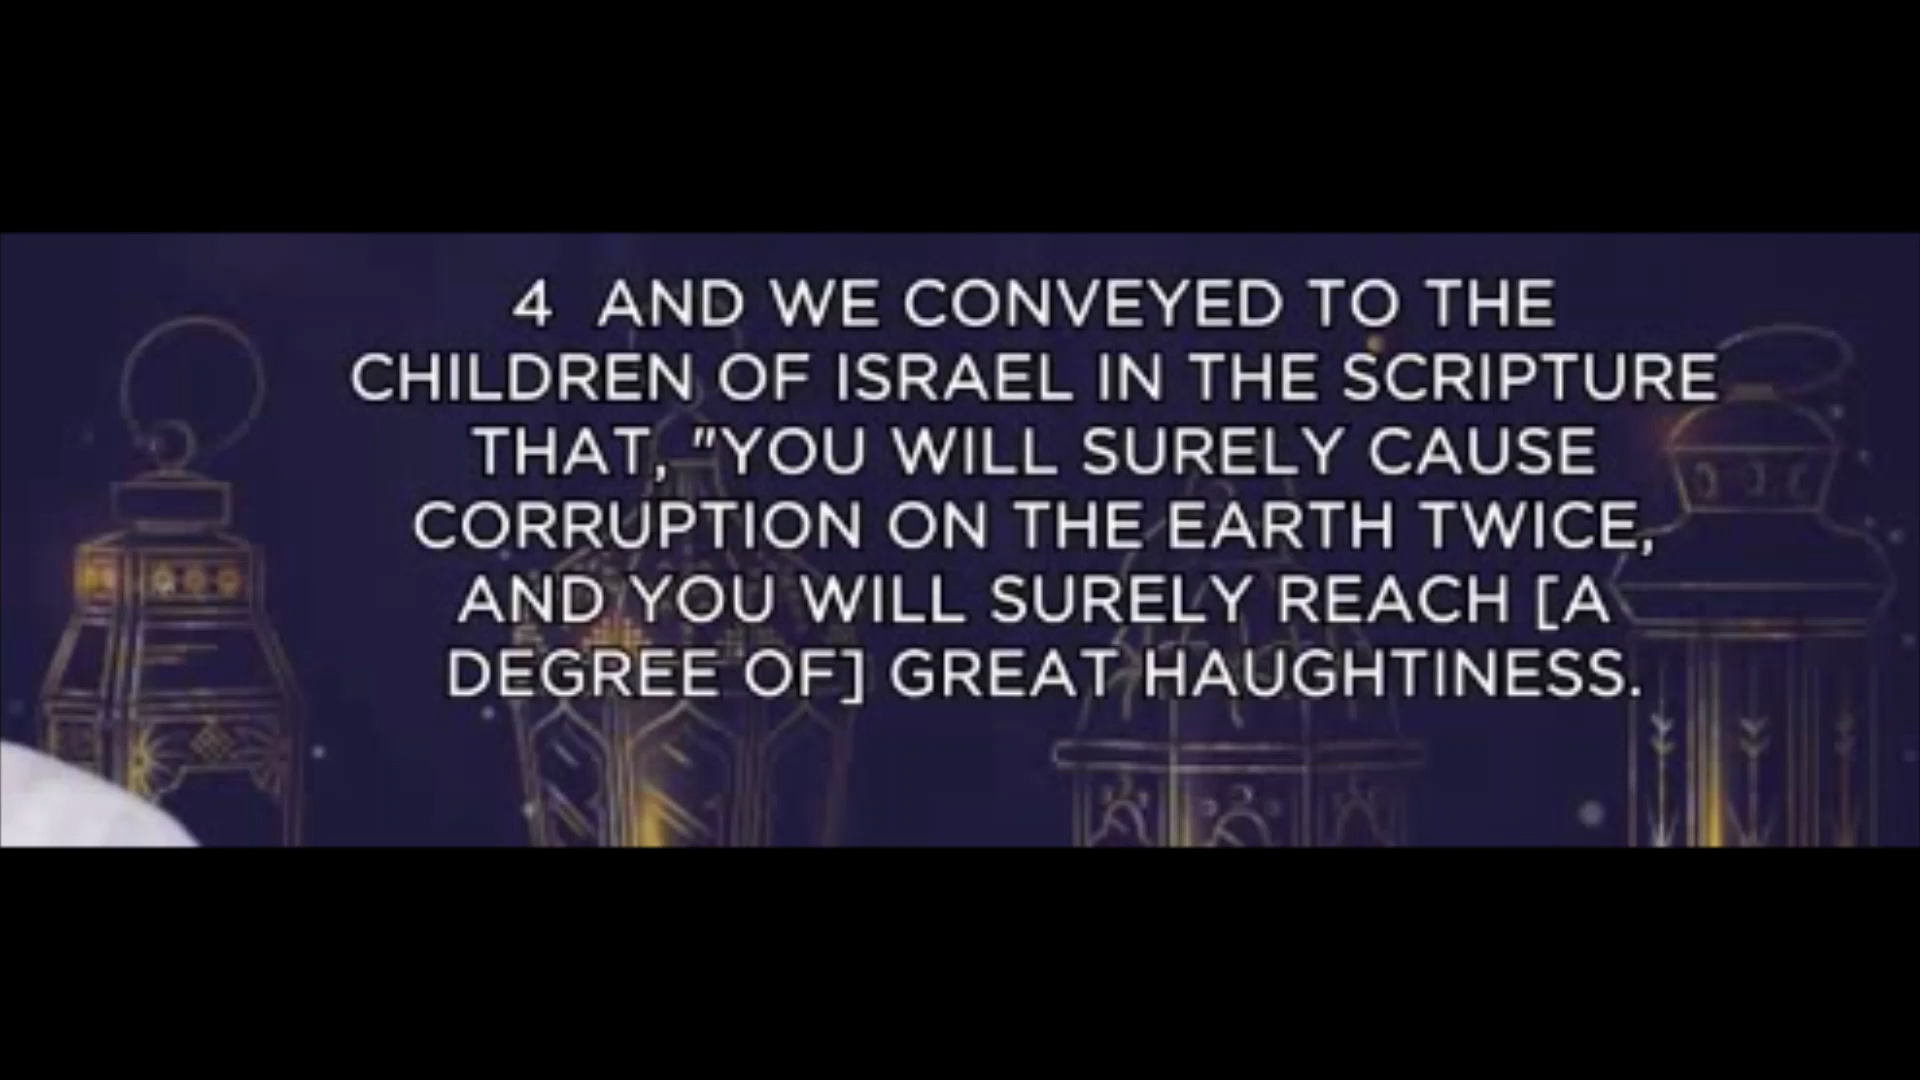 4 AND WE CONVEYED TO THE
CHILDREN OF ISRAEL IN THE SCRIPTURE
THAT, "YOU WILL SURELY CAUSE
CORRUPTION ON THE EARTH TWICE,
AND YOU WILL SURELY REACH [A
DEGREE OF] GREAT HAUGHTINESS.